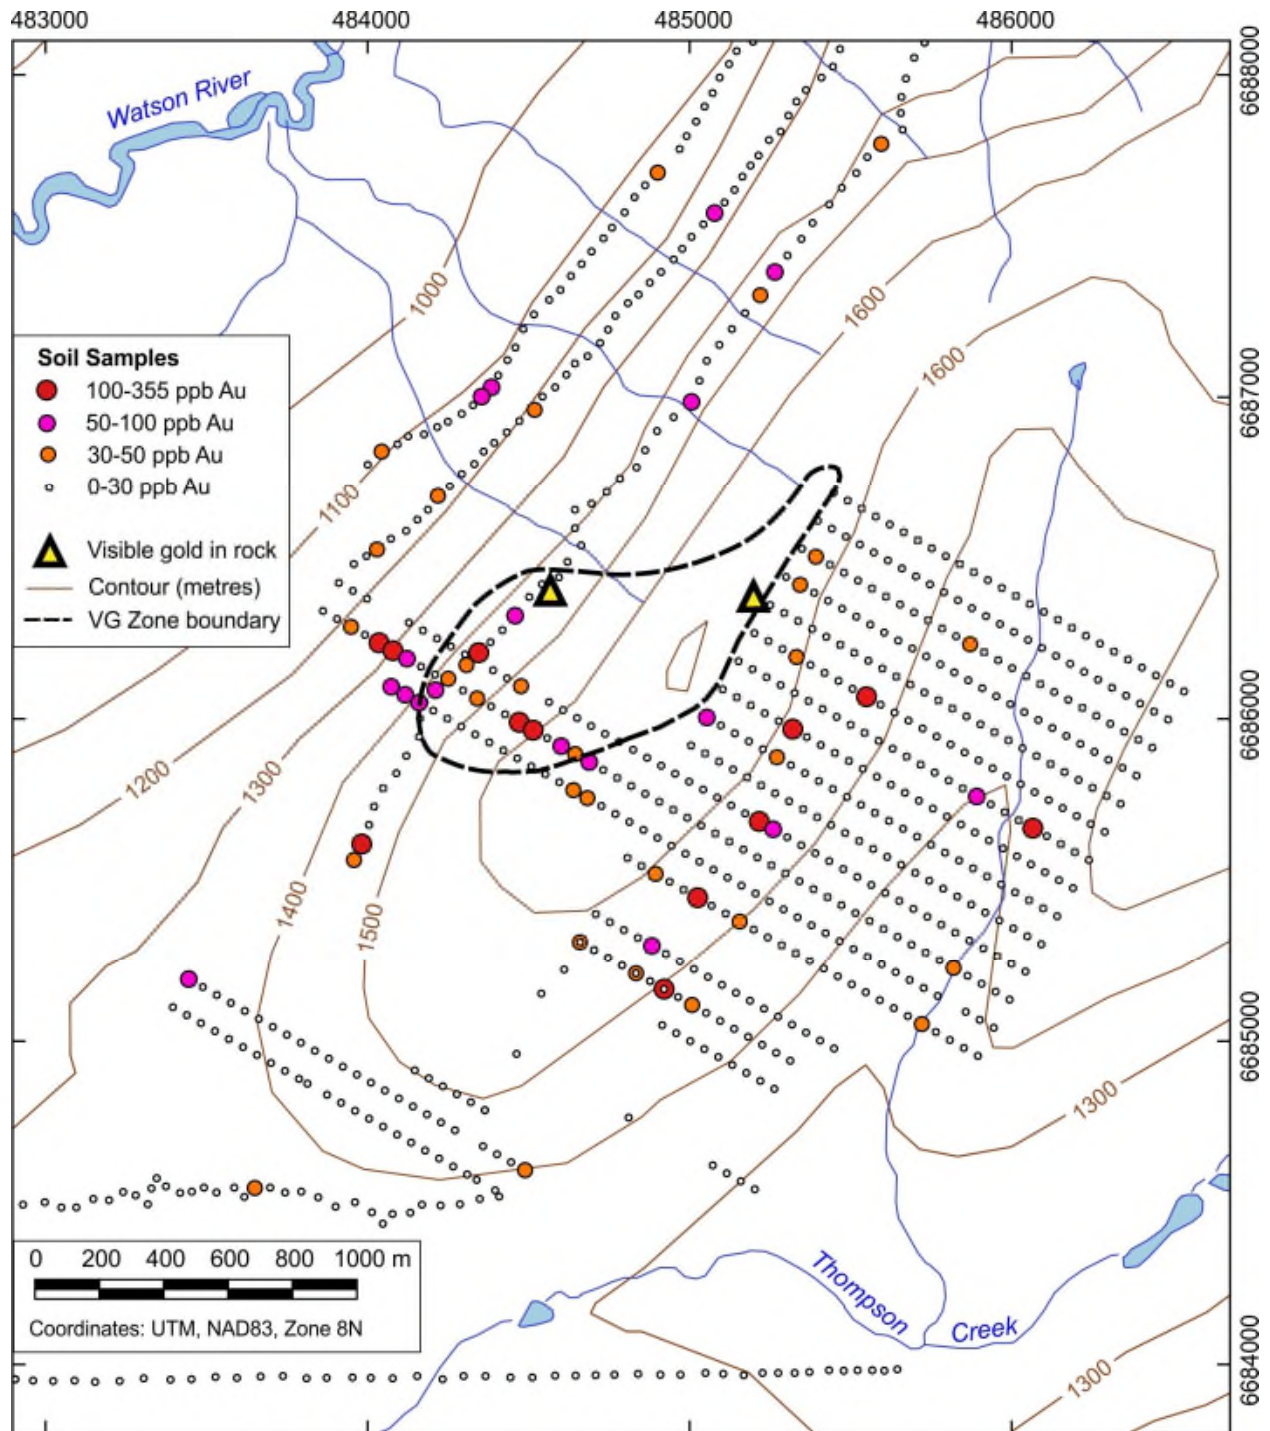 483000 484000 485000 486000
Watson River
6688000
1000
1600
1600
Soil Samples
100-355 ppb Au
50-100 ppb Au
30-50 ppb Au
0-30 ppb Au
Visible gold in rock
Contour (metres)
VG Zone boundary
6687000
1100
6686000
1200
1300
1400
1500
6685000
1300
0 200 400 600 800 1000 m
Coordinates: UTM, NAD83, Zone 8N
Thompson Creek
6684000
1300